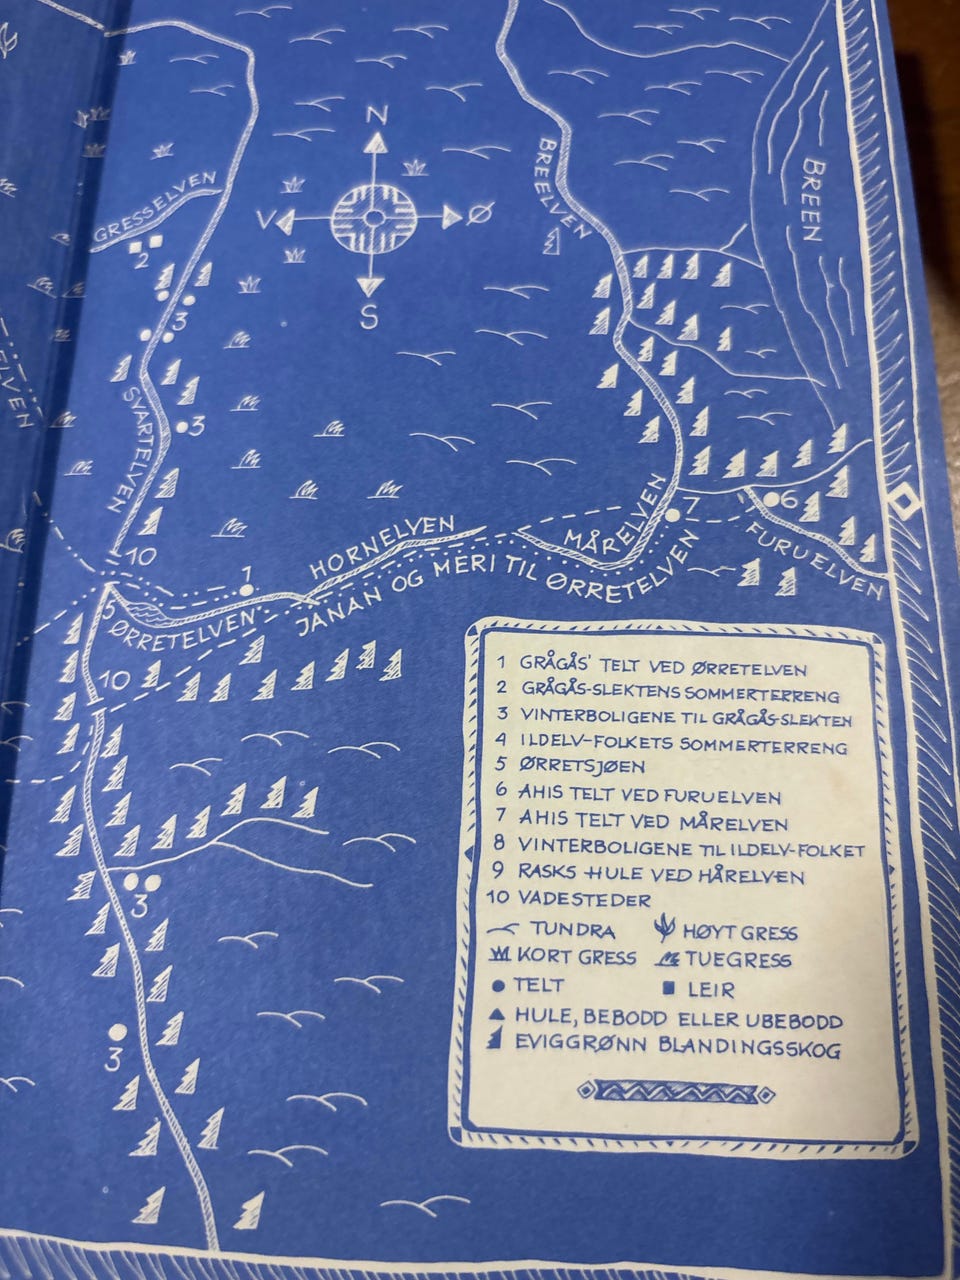 N
V
Ø
S
BREELVEN
BREEN
GRESSELVEN
2
3
SVARTELVEN
3
10
1
HORNELVEN
MÅRELVEN
7
6
FURUELVEN
5
ØRRETELVEN
JANAN OG MERI TIL ØRRETELVEN
10
3
3
ELVEN
1 GRÅGÅS' TELT VED ØRRETELVEN
2 GRÅGÅS-SLEKTENS SOMMERTERRENG
3 VINTERBOLIGENE TIL GRÅGÅS-SLEKTEN
4 ILDELV-FOLKETS SOMMERTERRENG
5 ØRRETSJØEN
6 AHIS TELT VED FURUELVEN
7 AHIS TELT VED MÅRELVEN
8 VINTERBOLIGENE TIL ILDELV-FOLKET
9 RASKS HULE VED HÅRELVEN
10 VADESTEDER
TUNDRA HØYT GRESS
KORT GRESS TUEGRESS
TELT LEIR
HULE, BEBODD ELLER UBEBODD
EVIGGRØNN BLANDINGSSKOG